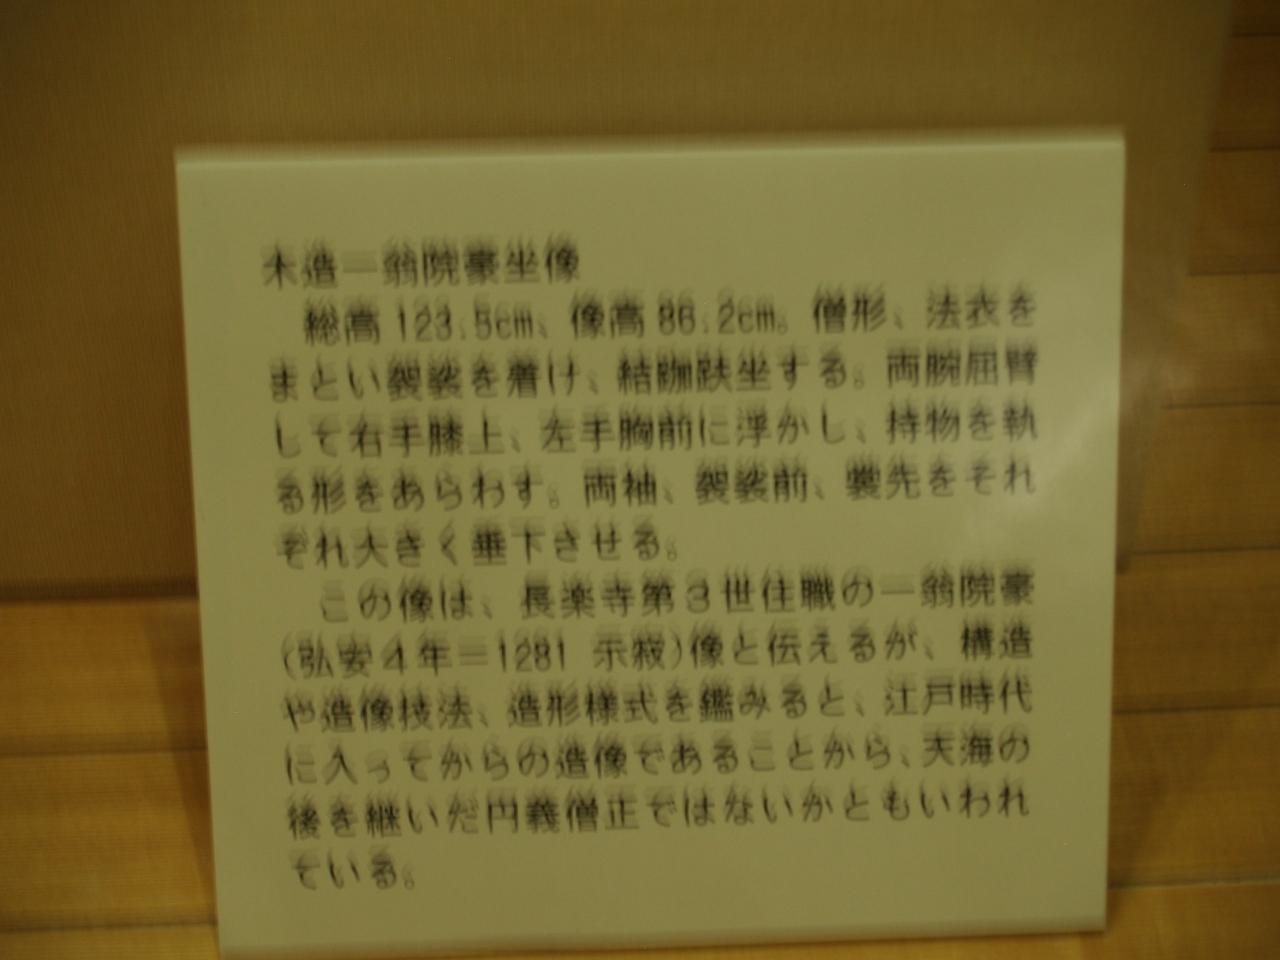 木造一翁院豪坐像
総高123.5cm、像高86.2cm。僧形、法衣を
まとい袈裟を着け、結跏趺坐する。両腕屈臂
して右手膝上、左手胸前に浮かし、持物を執
る形をあらわす。両袖、袈裟前、裳先をそれ
ぞれ大きく垂下させる。
この像は、長楽寺第3世住職の一翁院豪
(弘安4年=1281 示寂)像と伝えるが、構造
や造像技法、造形様式を鑑みると、江戸時代
に入ってからの造像であることから、天海の
後を継いだ円義僧正ではないかともいわれ
ている。